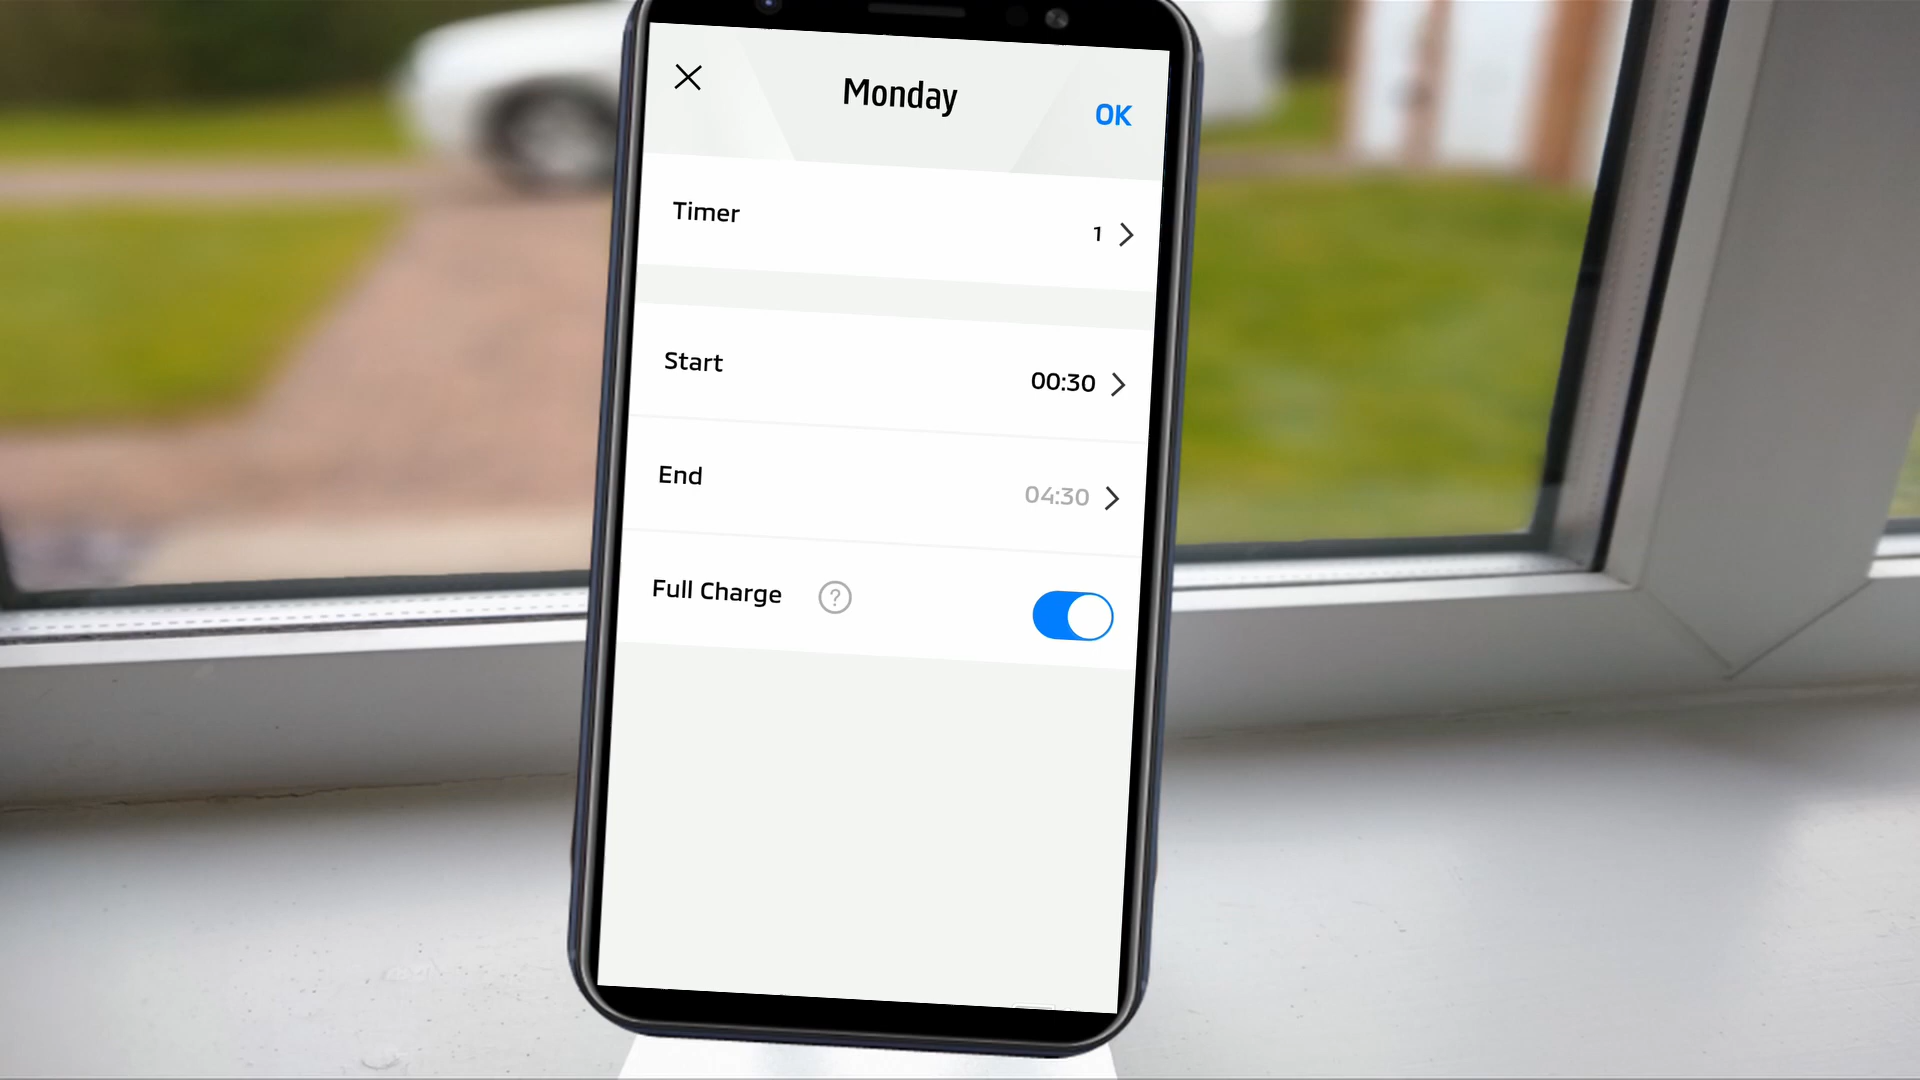 Monday
OK
Timer
1
Start
00:30
End
04:30
Full Charge ?